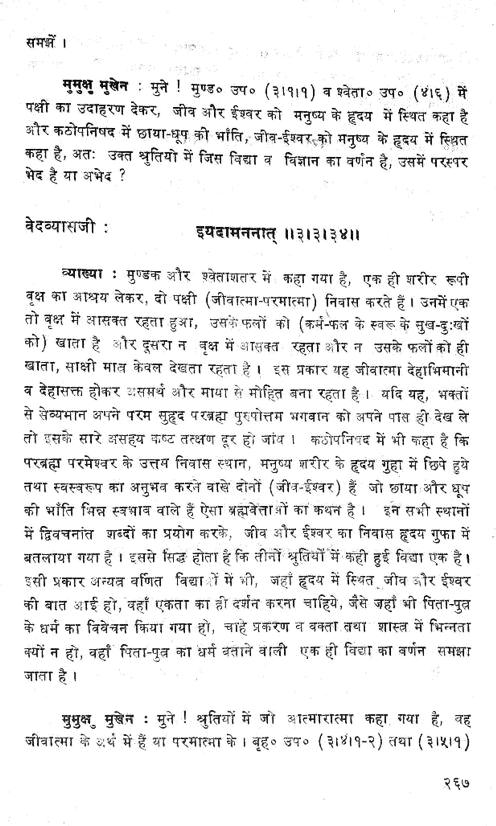 समझें ।
मुमुक्षु मुखेन : मुने ! मुण्ड० उप० (३।१।१) व श्वेता० उप० (४।६) में
पक्षी का उदाहरण देकर, जीव और ईश्वर को मनुष्य के हृदय में स्थित कहा है
और कठोपनिषद में छाया-धूप की भाँति, जीव-ईश्वर को मनुष्य के हृदय में स्थित
कहा है, अतः उक्त श्रुतियों में जिस विद्या व विज्ञान का वर्णन है, उसमें परस्पर
भेद है या अभेद ?
वेदव्यासजी : इयदामननात् ॥३।३।३४॥
व्याख्या : मुण्डक और श्वेताशतर में कहा गया है, एक ही शरीर रूपी
वृक्ष का आश्रय लेकर, दो पक्षी (जीवात्मा-परमात्मा) निवास करते हैं । उनमें एक
तो वृक्ष में आसक्त रहता हुआ, उसके फलों को (कर्म-फल के स्वरू के सुख-दुःखों
को) खाता है और दूसरा न वृक्ष में आसक्त रहता और न उसके फलों को ही
खाता, साक्षी मात्र केवल देखता रहता है । इस प्रकार यह जीवात्मा देहाभिमानी
व देहासक्त होकर असमर्थ और माया से मोहित बना रहता है । यदि यह, भक्तों
से सेव्यमान अपने परम सुहृद परब्रह्म पुरुषोत्तम भगवान को अपने पास ही देख ले
तो इसके सारे असहय कष्ट तत्क्षण दूर हो जांय । कठोपनिषद में भी कहा है कि
परब्रह्म परमेश्वर के उत्तम निवास स्थान, मनुष्य शरीर के हृदय गुहा में छिपे हुये
तथा स्वस्वरूप का अनुभव करने वाले दोनों (जीव-ईश्वर) हैं जो छाया और धूप
की भाँति भिन्न स्वभाव वाले हैं ऐसा ब्रह्मवेत्ताओं का कथन है । इन सभी स्थानों
में द्विवचनांत शब्दों का प्रयोग करके, जीव और ईश्वर का निवास हृदय गुफा में
बतलाया गया है । इससे सिद्ध होता है कि तीनों श्रुतियों में कही हुई विद्या एक है ।
इसी प्रकार अन्यत्र वर्णित विद्याओं में भी, जहाँ हृदय में स्थित जीव और ईश्वर
की बात आई हो, वहाँ एकता का ही दर्शन करना चाहिये, जैसे जहाँ भी पिता-पुत्र
के धर्म का विवेचन किया गया हो, चाहे प्रकरण व वक्ता तथा शास्त्र में भिन्नता
क्यों न हो, वहाँ पिता-पुत्र का धर्म बताने वाली एक ही विद्या का वर्णन समझा
जाता है ।
मुमुक्षु मुखेन : मुने ! श्रुतियों में जो आत्मारात्मा कहा गया है, वह
जीवात्मा के अर्थ में हैं या परमात्मा के । बृह० उप० (३।४।१-२) तथा (३।५।१)
२६७